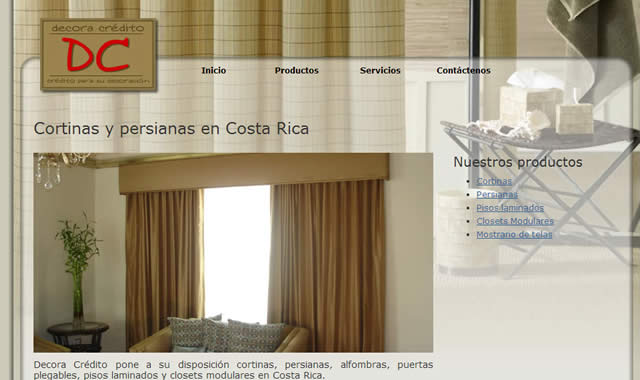 decora crédito
DC
crédito para su decoración
Inicio Productos Servicios Contáctenos
Cortinas y persianas en Costa Rica
Nuestros productos
Cortinas
Persianas
Pisos laminados
Closets Modulares
Mostrario de telas
Decora Crédito pone a su disposición cortinas, persianas, alfombras, puertas
plegables, pisos laminados y closets modulares en Costa Rica.